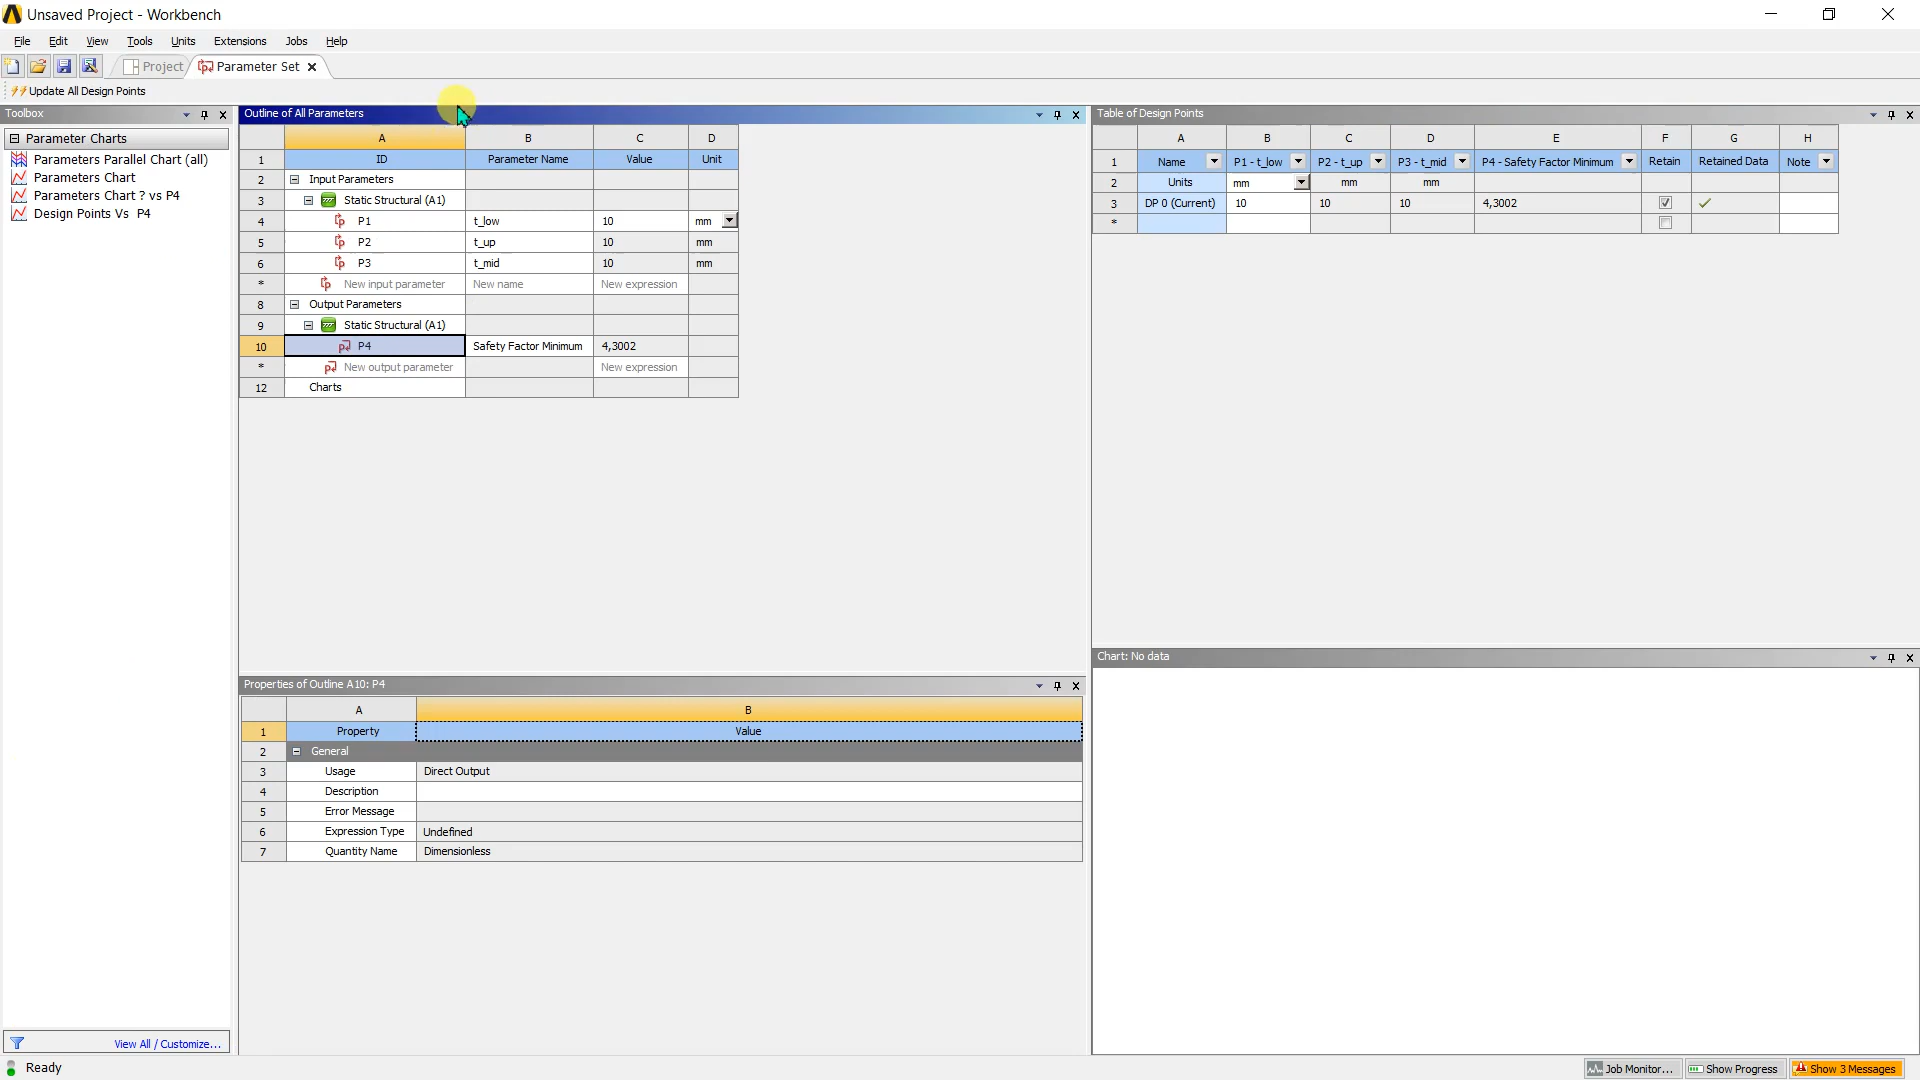 Unsaved Project - Workbench
File Edit View Tools Units Extensions Jobs Help
Project Parameter Set
Update All Design Points
Toolbox
Parameter Charts
Parameters Parallel Chart (all)
Parameters Chart
Parameters Chart ? vs P4
Design Points Vs P4
View All / Customize...
Outline of All Parameters
A B C D
1 ID Parameter Name Value Unit
2 Input Parameters
3 Static Structural (A1)
4 P1 t_low 10 mm
5 P2 t_up 10 mm
6 P3 t_mid 10 mm
* New input parameter New name New expression
8 Output Parameters
9 Static Structural (A1)
10 P4 Safety Factor Minimum 4,3002
* New output parameter New expression
12 Charts
Properties of Outline A10: P4
A B
1 Property Value
2 General
3 Usage Direct Output
4 Description
5 Error Message
6 Expression Type Undefined
7 Quantity Name Dimensionless
Table of Design Points
A B C D E F G H
1 Name P1 - t_low P2 - t_up P3 - t_mid P4 - Safety Factor Minimum Retain Retained Data Note
2 Units mm mm mm
3 DP 0 (Current) 10 10 10 4,3002
*
Chart: No data
Ready
Job Monitor... Show Progress Show 3 Messages